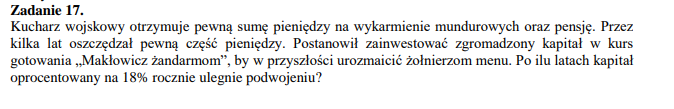 Zadanie 17.
Kucharz wojskowy otrzymuje pewną sumę pieniędzy na wykarmienie mundurowych oraz pensję. Przez
kilka lat oszczędzał pewną część pieniędzy. Postanowił zainwestować zgromadzony kapitał w kurs
gotowania „Makłowicz żandarmom”, by w przyszłości urozmaicić żołnierzom menu. Po ilu latach kapitał
oprocentowany na 18% rocznie ulegnie podwojeniu?